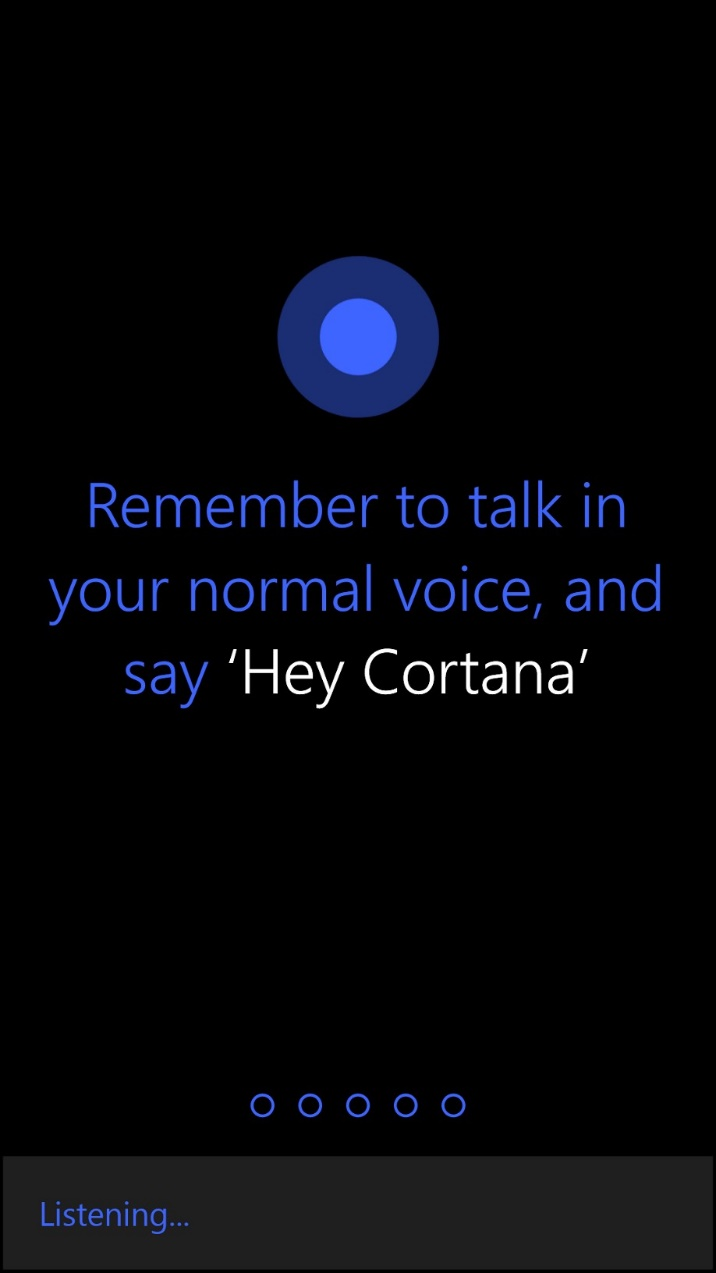 Remember to talk in
your normal voice, and
say ‘Hey Cortana’
Listening...